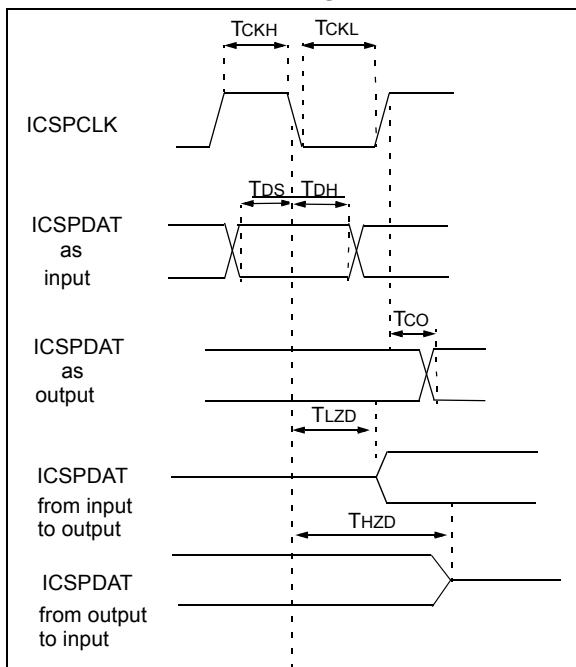 TCKH TCKL
ICSPCLK
TDS TDH
ICSPDAT
as
input
TCO
ICSPDAT
as
output
TLZD
ICSPDAT
from input
to output
THZD
ICSPDAT
from output
to input